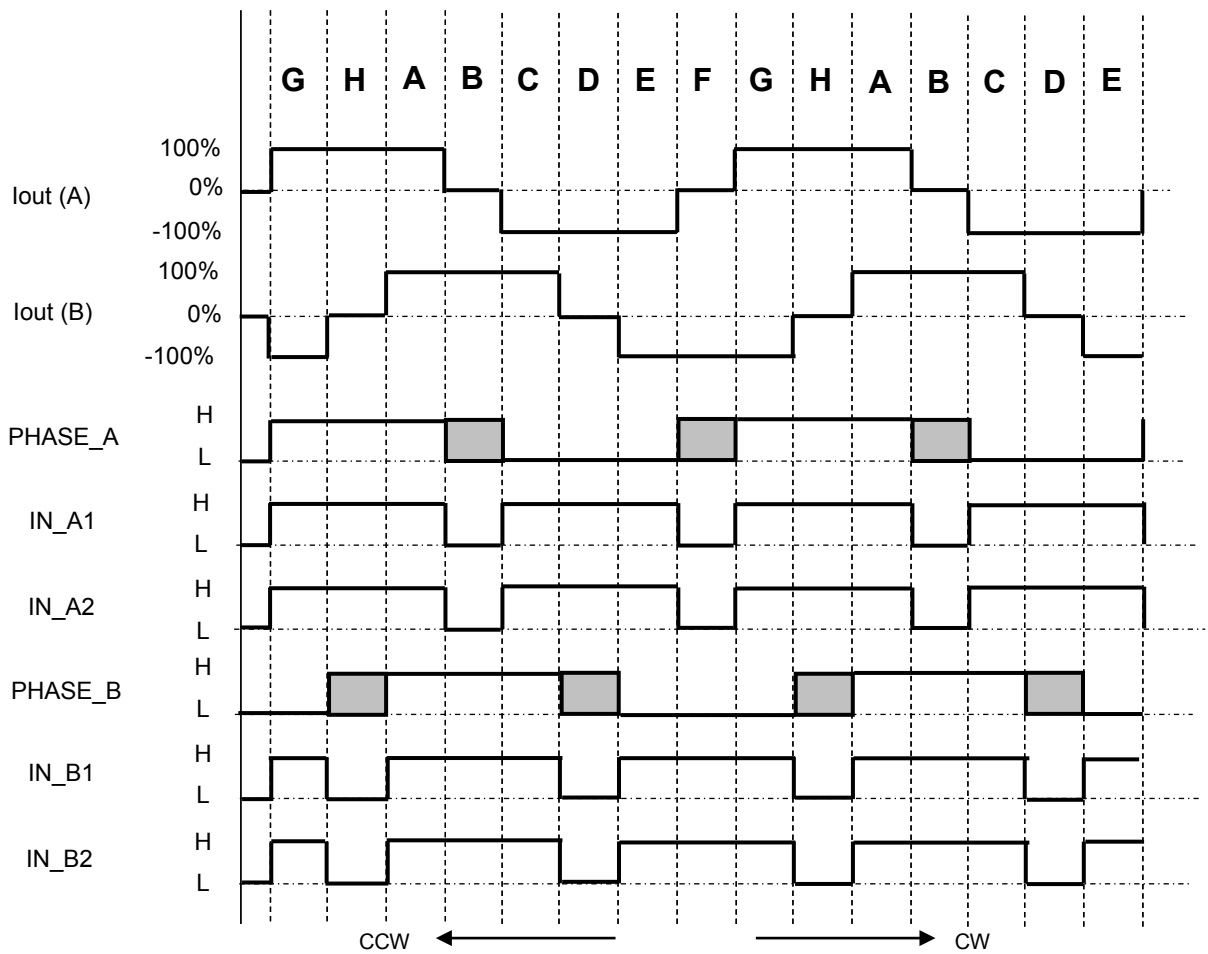 G H A B C D E F G H A B C D E
100%
Iout (A) 0%
-100%
100%
Iout (B) 0%
-100%
H
PHASE_A
L
H
IN_A1
L
H
IN_A2
L
H
PHASE_B
L
H
IN_B1
L
H
IN_B2
L
CCW CW